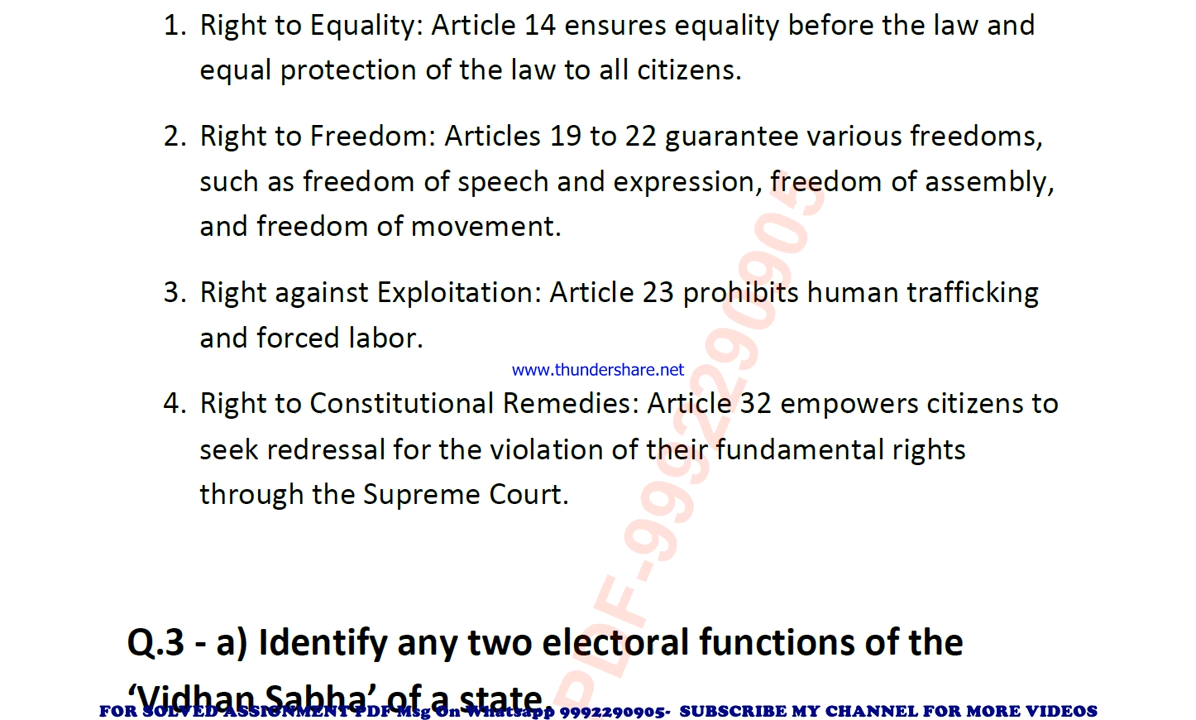 1. Right to Equality: Article 14 ensures equality before the law and
equal protection of the law to all citizens.
2. Right to Freedom: Articles 19 to 22 guarantee various freedoms,
such as freedom of speech and expression, freedom of assembly,
and freedom of movement.
3. Right against Exploitation: Article 23 prohibits human trafficking
and forced labor.
www.thundershare.net
4. Right to Constitutional Remedies: Article 32 empowers citizens to
seek redressal for the violation of their fundamental rights
through the Supreme Court.
PDF-9992290905
Q.3 - a) Identify any two electoral functions of the
‘Vidhan Sabha’ of a state
FOR SOLVED ASSIGNMENT PDF Msg On Whatsapp 9992290905- SUBSCRIBE MY CHANNEL FOR MORE VIDEOS